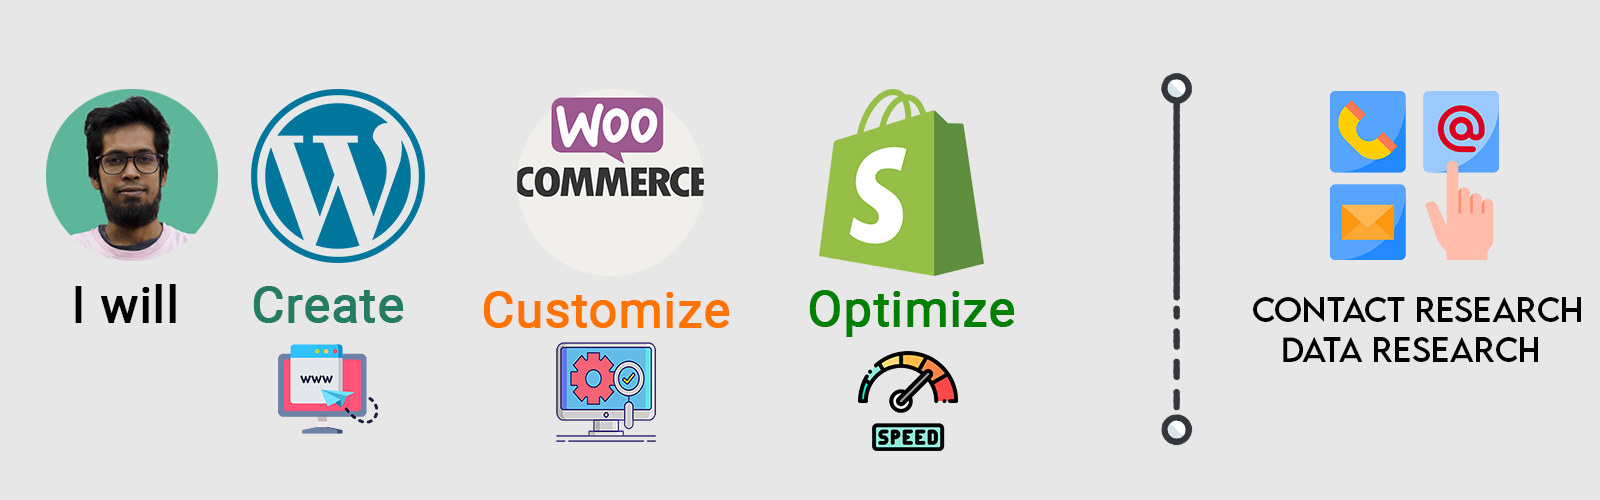 WOO
COMMERCE
I will
Create
Customize
Optimize
www
SPEED
CONTACT RESEARCH
DATA RESEARCH